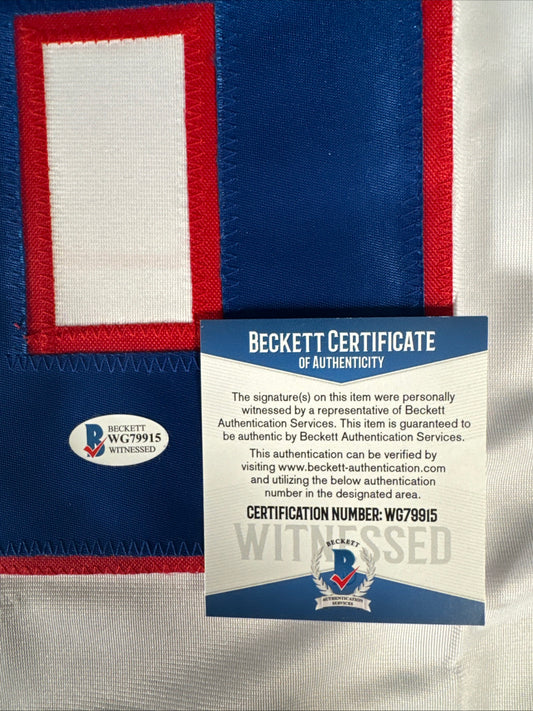 BECKETT
WG79915
WITNESSED
BECKETT CERTIFICATE
OF AUTHENTICITY
The signature(s) on this item were personally
witnessed by a representative of Beckett
Authentication Services. This item is guaranteed to
be authentic by Beckett Authentication Services.
This authentication can be verified by
visiting www.beckett-authentication.com
and utilizing the below authentication
number in the designated area.
CERTIFICATION NUMBER: WG79915
WITNESSED
BECKETT
B
AUTHENTICATION
SERVICES